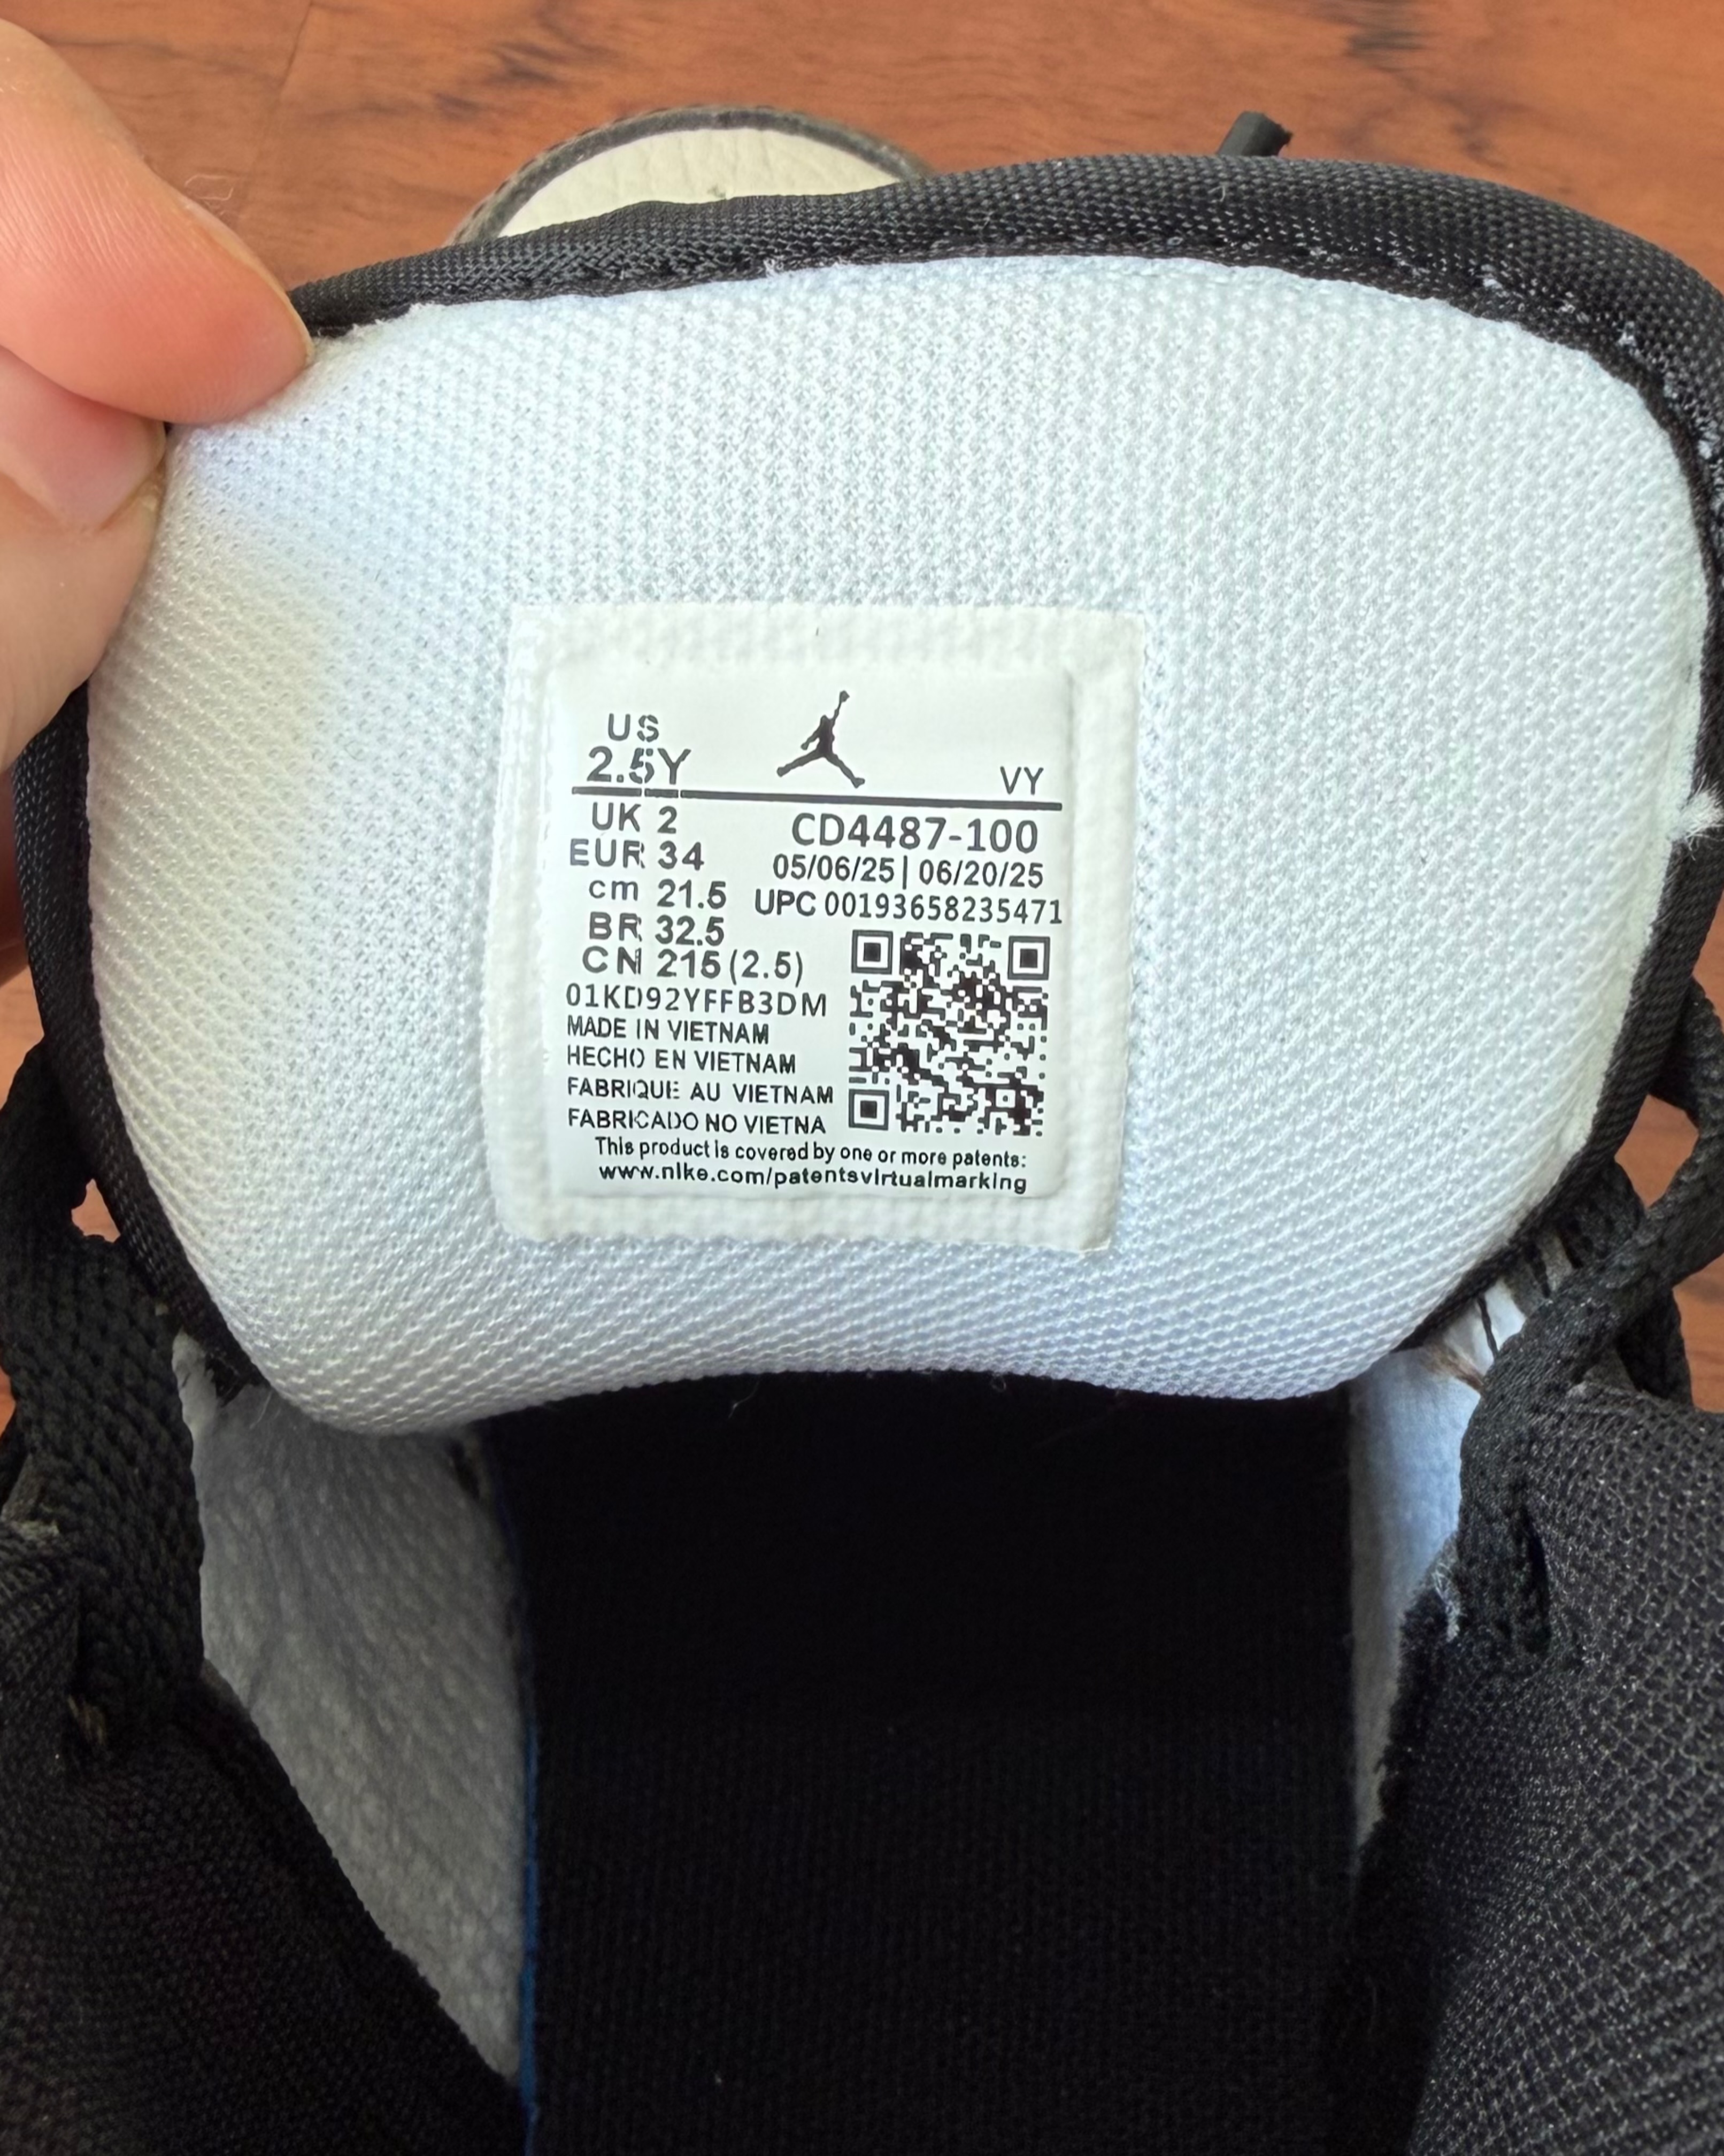 US
2.5Y
VY
UK 2
EUR 34
cm 21.5
BR 32.5
CN 215 (2.5)
CD4487-100
05/06/25 | 06/20/25
UPC 00193658235471
01KD92YFFB3DM
MADE IN VIETNAM
HECHO EN VIETNAM
FABRIQUE AU VIETNAM
FABRICADO NO VIETNA
This product is covered by one or more patents:
www.nike.com/patentsvirtualmarking